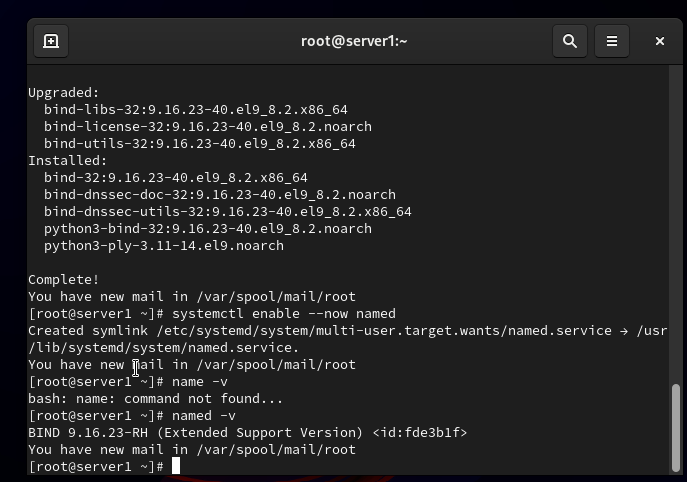 root@server1:~
Upgraded:
  bind-libs-32:9.16.23-40.el9_8.2.x86_64
  bind-license-32:9.16.23-40.el9_8.2.noarch
  bind-utils-32:9.16.23-40.el9_8.2.x86_64
Installed:
  bind-32:9.16.23-40.el9_8.2.x86_64
  bind-dnssec-doc-32:9.16.23-40.el9_8.2.noarch
  bind-dnssec-utils-32:9.16.23-40.el9_8.2.x86_64
  python3-bind-32:9.16.23-40.el9_8.2.noarch
  python3-ply-3.11-14.el9.noarch
Complete!
You have new mail in /var/spool/mail/root
[root@server1 ~]# systemctl enable --now named
Created symlink /etc/systemd/system/multi-user.target.wants/named.service → /usr
/lib/systemd/system/named.service.
You have new mail in /var/spool/mail/root
[root@server1 ~]# name -v
bash: name: command not found...
[root@server1 ~]# named -v
BIND 9.16.23-RH (Extended Support Version) <id:fde3b1f>
You have new mail in /var/spool/mail/root
[root@server1 ~]#